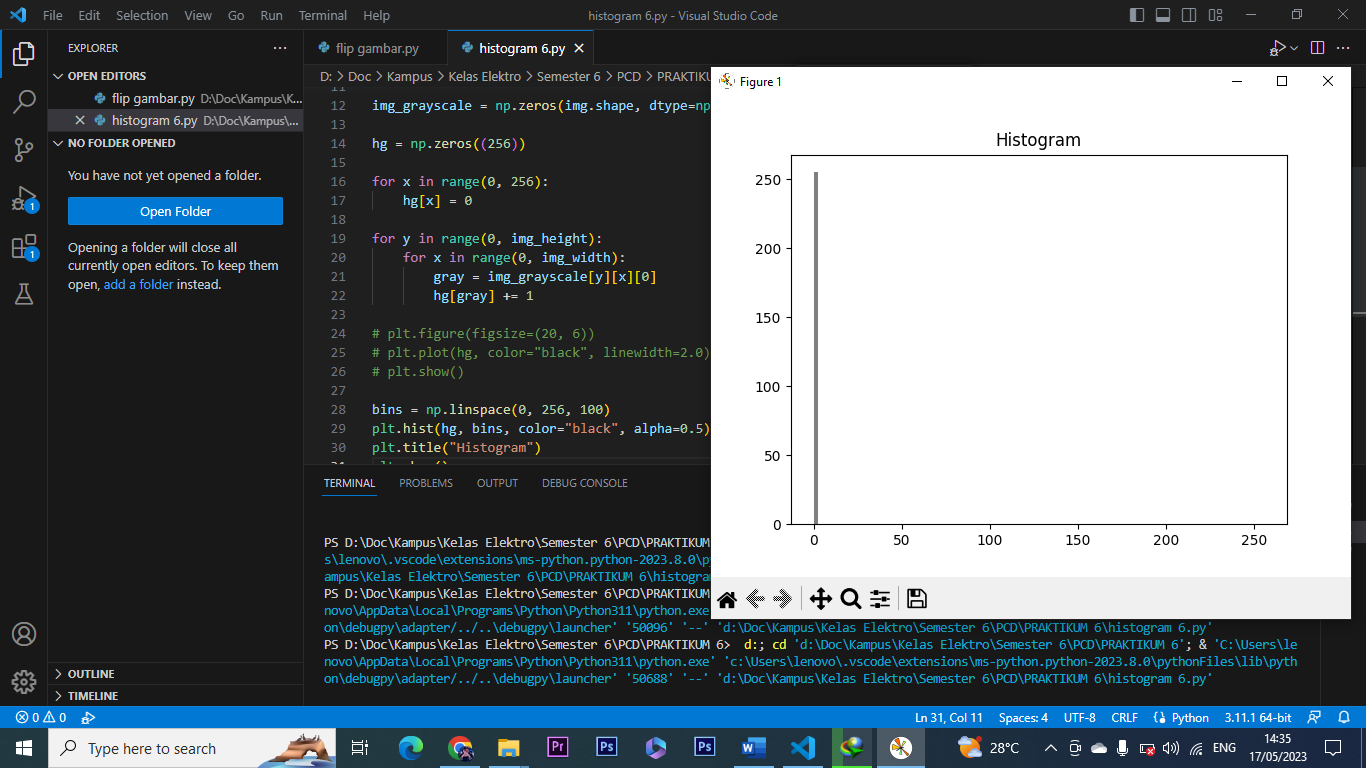 File Edit Selection View Go Run Terminal Help
histogram 6.py - Visual Studio Code
EXPLORER
OPEN EDITORS
flip gambar.py D:\Doc\Kampus\K...
histogram 6.py D:\Doc\Kampus\...
NO FOLDER OPENED
You have not yet opened a folder.
Open Folder
Opening a folder will close all
currently open editors. To keep them
open, add a folder instead.
OUTLINE
TIMELINE
1
1
flip gambar.py
histogram 6.py
D: > Doc > Kampus > Kelas Elektro > Semester 6 > PCD > PRAKTIKU
11
12 img_grayscale = np.zeros(img.shape, dtype=np
13
14 hg = np.zeros((256))
15
16 for x in range(0, 256):
17 hg[x] = 0
18
19 for y in range(0, img_height):
20 for x in range(0, img_width):
21 gray = img_grayscale[y][x][0]
22 hg[gray] += 1
23
24 # plt.figure(figsize=(20, 6))
25 # plt.plot(hg, color="black", linewidth=2.0)
26 # plt.show()
27
28 bins = np.linspace(0, 256, 100)
29 plt.hist(hg, bins, color="black", alpha=0.5)
30 plt.title("Histogram")
Figure 1
Histogram
250
200
150
100
50
0
0 50 100 150 200 250
TERMINAL PROBLEMS OUTPUT DEBUG CONSOLE
PS D:\Doc\Kampus\Kelas Elektro\Semester 6\PCD\PRAKTIKUM
s\lenovo\.vscode\extensions\ms-python.python-2023.8.0\py
ampus\Kelas Elektro\Semester 6\PCD\PRAKTIKUM 6\histogram
PS D:\Doc\Kampus\Kelas Elektro\Semester 6\PCD\PRAKTIKUM
novo\AppData\Local\Programs\Python\Python311\python.exe
on\debugpy\adapter/../..\debugpy\launcher' '50096' '--' 'd:\Doc\Kampus\Kelas Elektro\Semester 6\PCD\PRAKTIKUM 6\histogram 6.py'
PS D:\Doc\Kampus\Kelas Elektro\Semester 6\PCD\PRAKTIKUM 6> d:; cd 'd:\Doc\Kampus\Kelas Elektro\Semester 6\PCD\PRAKTIKUM 6'; & 'C:\Users\le
novo\AppData\Local\Programs\Python\Python311\python.exe' 'c:\Users\lenovo\.vscode\extensions\ms-python.python-2023.8.0\pythonFiles\lib\pyth
on\debugpy\adapter/../..\debugpy\launcher' '50688' '--' 'd:\Doc\Kampus\Kelas Elektro\Semester 6\PCD\PRAKTIKUM 6\histogram 6.py'
0 0 Ln 31, Col 11 Spaces: 4 UTF-8 CRLF Python 3.11.1 64-bit
Type here to search
Pr Ps Ps
28°C ENG
14:35
17/05/2023